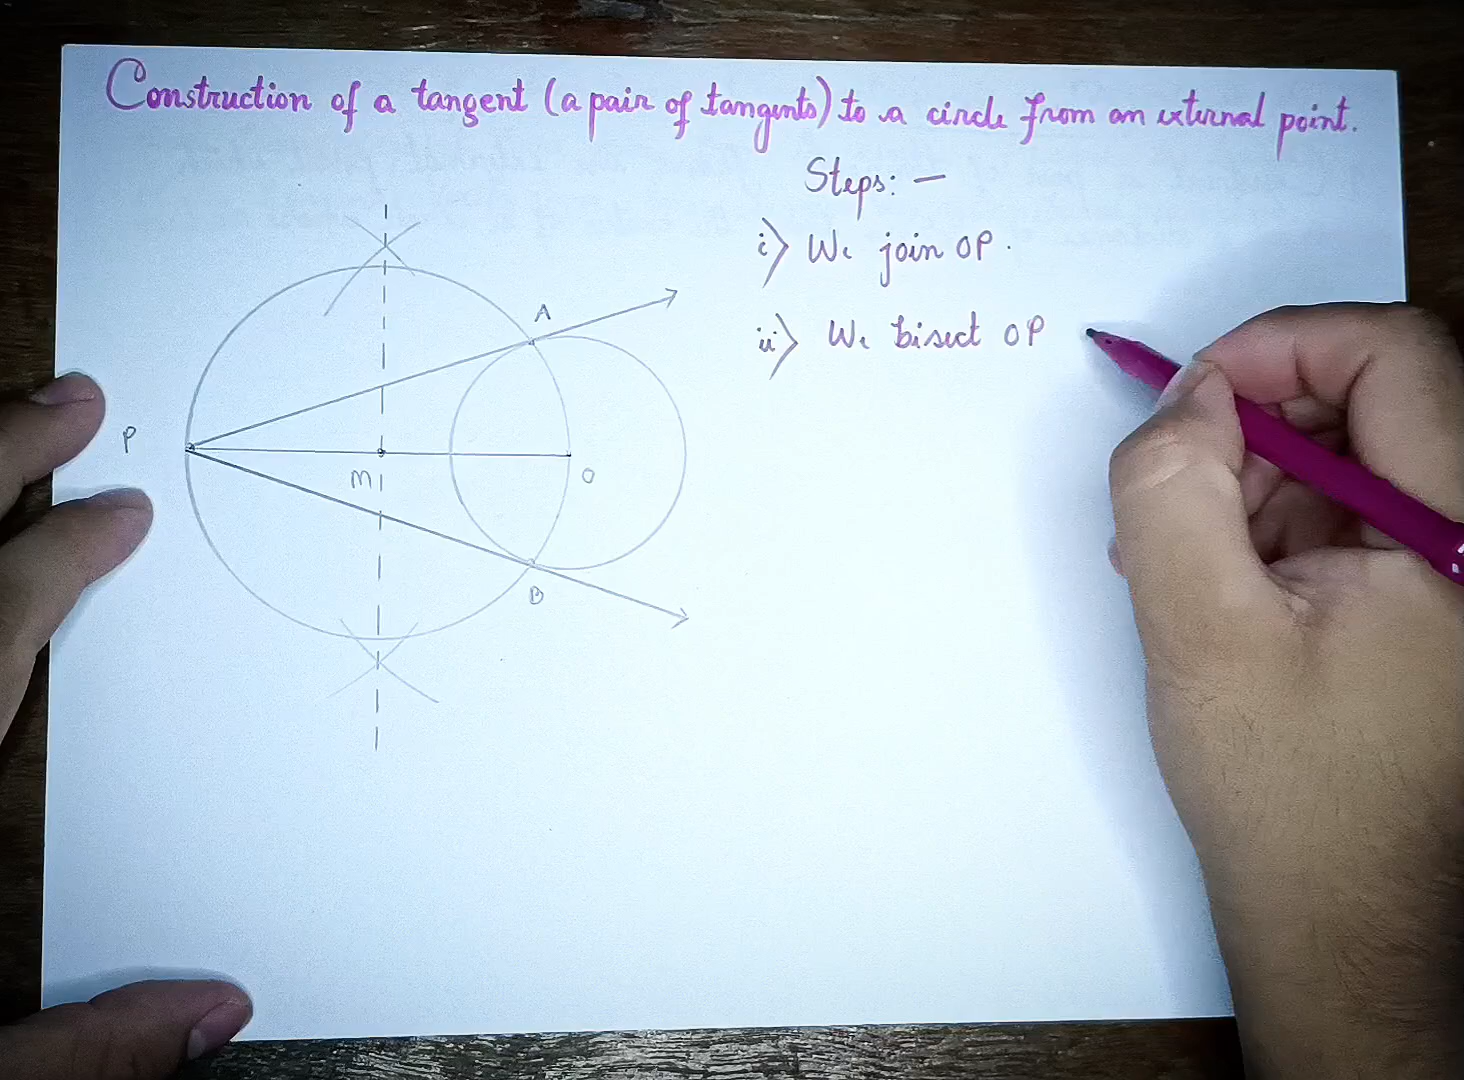 Construction of a tangent (a pair of tangents) to a circle from an external point.
Steps: —
i) We join OP.
ii) We bisect OP
A
P
M
O
B